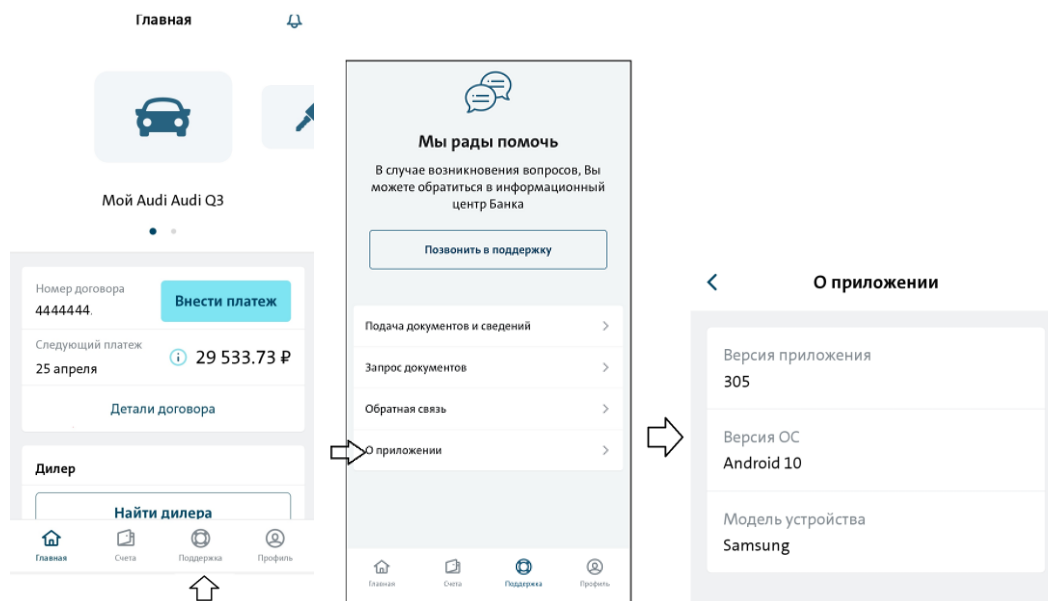 Главная
Мой Audi Audi Q3
Номер договора
4444444.
Внести платеж
Следующий платеж
25 апреля
29 533.73 ₽
Детали договора
Дилер
Найти дилера
Главная
Счета
Поддержка
Профиль
Мы рады помочь
В случае возникновения вопросов, Вы
можете обратиться в информационный
центр Банка
Позвонить в поддержку
Подача документов и сведений
Запрос документов
Обратная связь
О приложении
Главная
Счета
Поддержка
Профиль
О приложении
Версия приложения
305
Версия ОС
Android 10
Модель устройства
Samsung